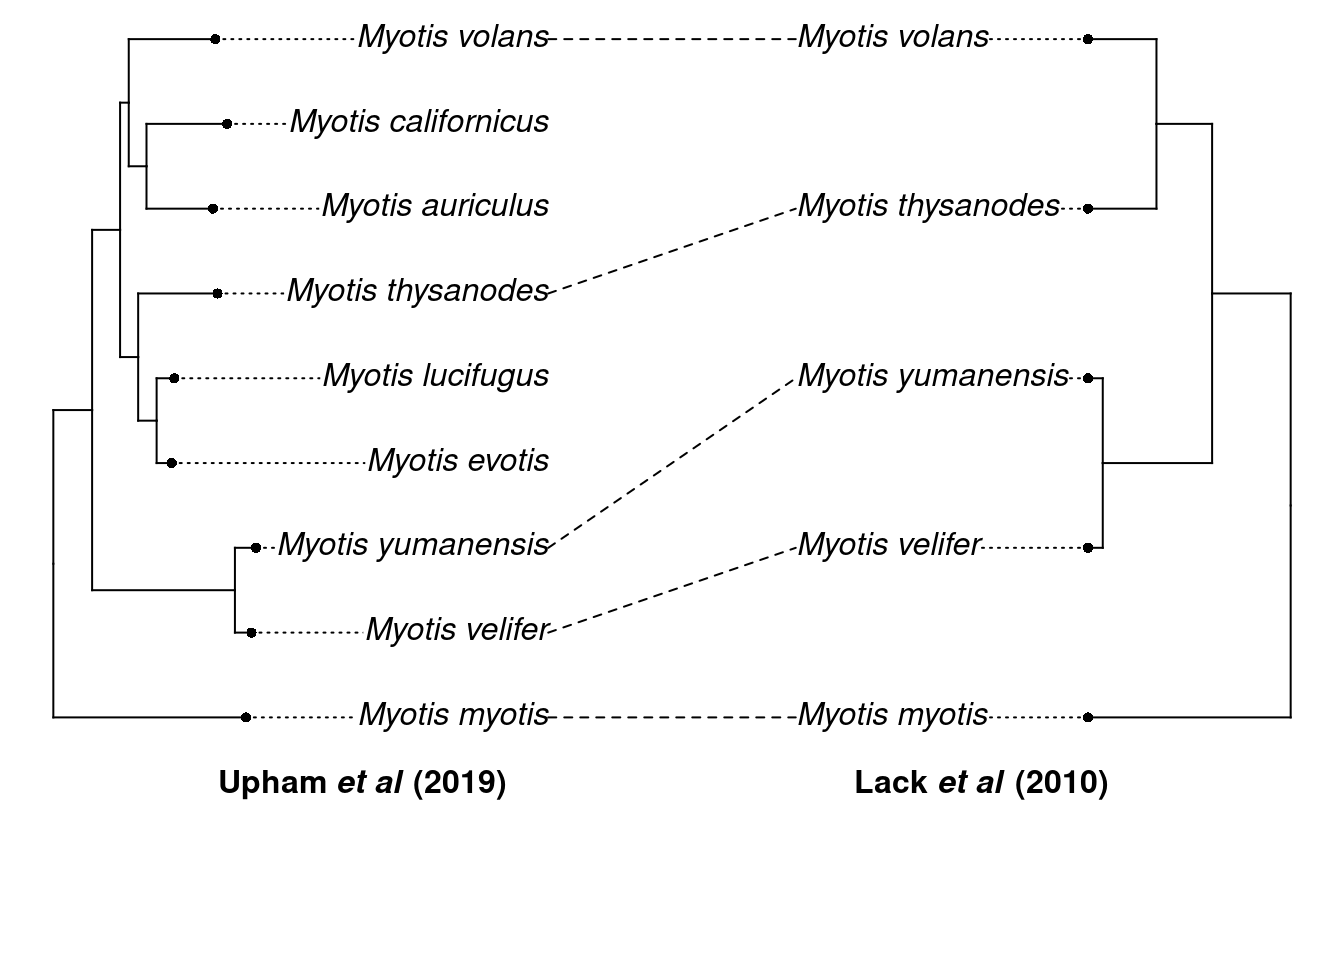 Myotis volans
Myotis californicus
Myotis auriculus
Myotis thysanodes
Myotis lucifugus
Myotis evotis
Myotis yumanensis
Myotis velifer
Myotis myotis
Upham et al (2019)
Myotis volans
Myotis thysanodes
Myotis yumanensis
Myotis velifer
Myotis myotis
Lack et al (2010)